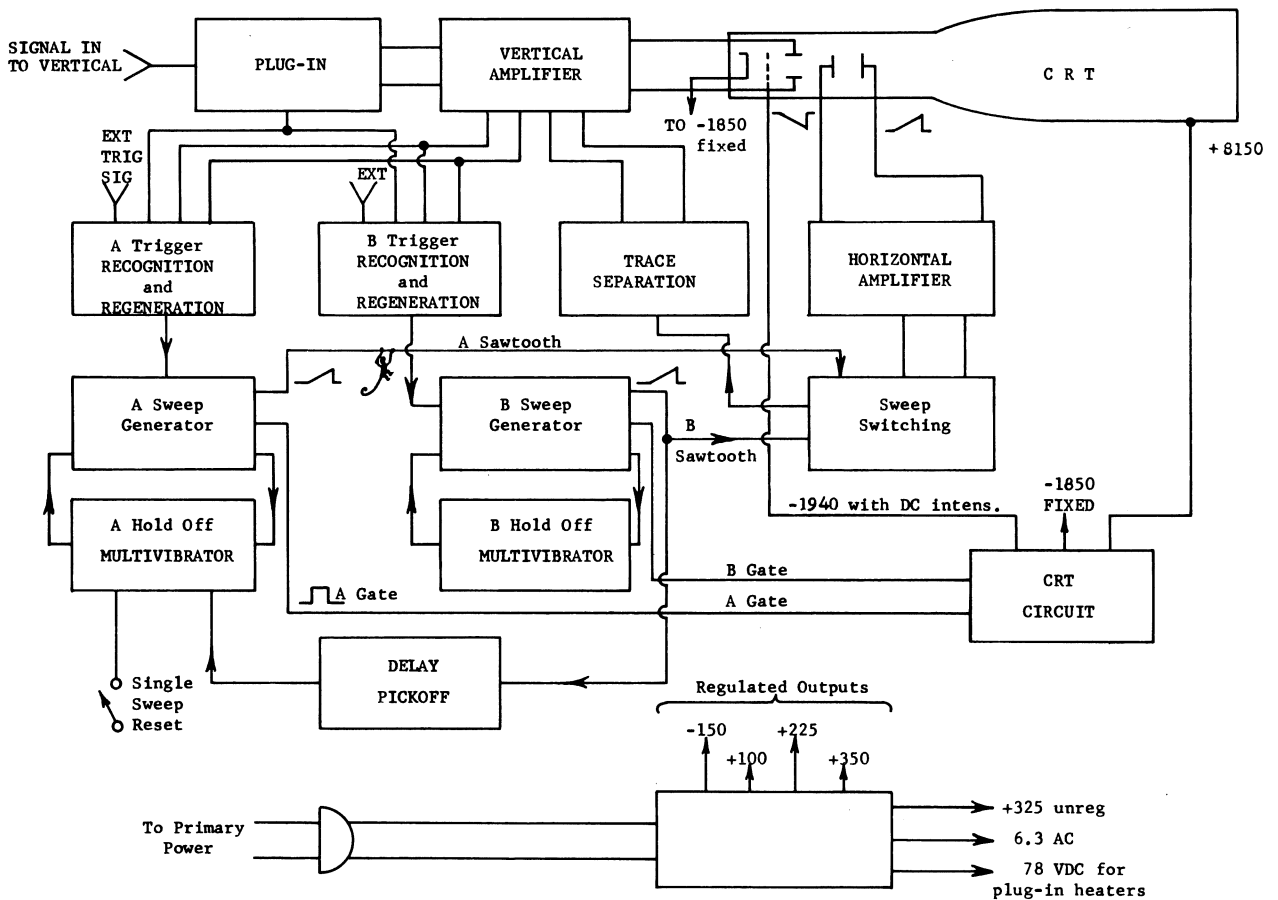 SIGNAL IN
TO VERTICAL
PLUG-IN
VERTICAL
AMPLIFIER
C R T
TO -1850
fixed
+8150
EXT
TRIG
SIG
EXT
A Trigger
RECOGNITION
and
REGENERATION
B Trigger
RECOGNITION
and
REGENERATION
TRACE
SEPARATION
HORIZONTAL
AMPLIFIER
A Sawtooth
A Sweep
Generator
B Sweep
Generator
B
Sawtooth
Sweep
Switching
-1940 with DC intens.
-1850
FIXED
A Hold Off
MULTIVIBRATOR
B Hold Off
MULTIVIBRATOR
B Gate
A Gate
A Gate
CRT
CIRCUIT
Single
Sweep
Reset
DELAY
PICKOFF
Regulated Outputs
-150
+225
+100
+350
To Primary
Power
+325 unreg
6.3 AC
78 VDC for
plug-in heaters